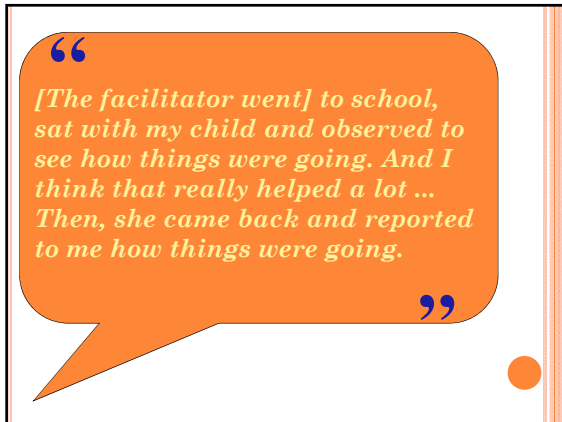 “
[The facilitator went] to school,
sat with my child and observed to
see how things were going. And I
think that really helped a lot ...
Then, she came back and reported
to me how things were going.
”